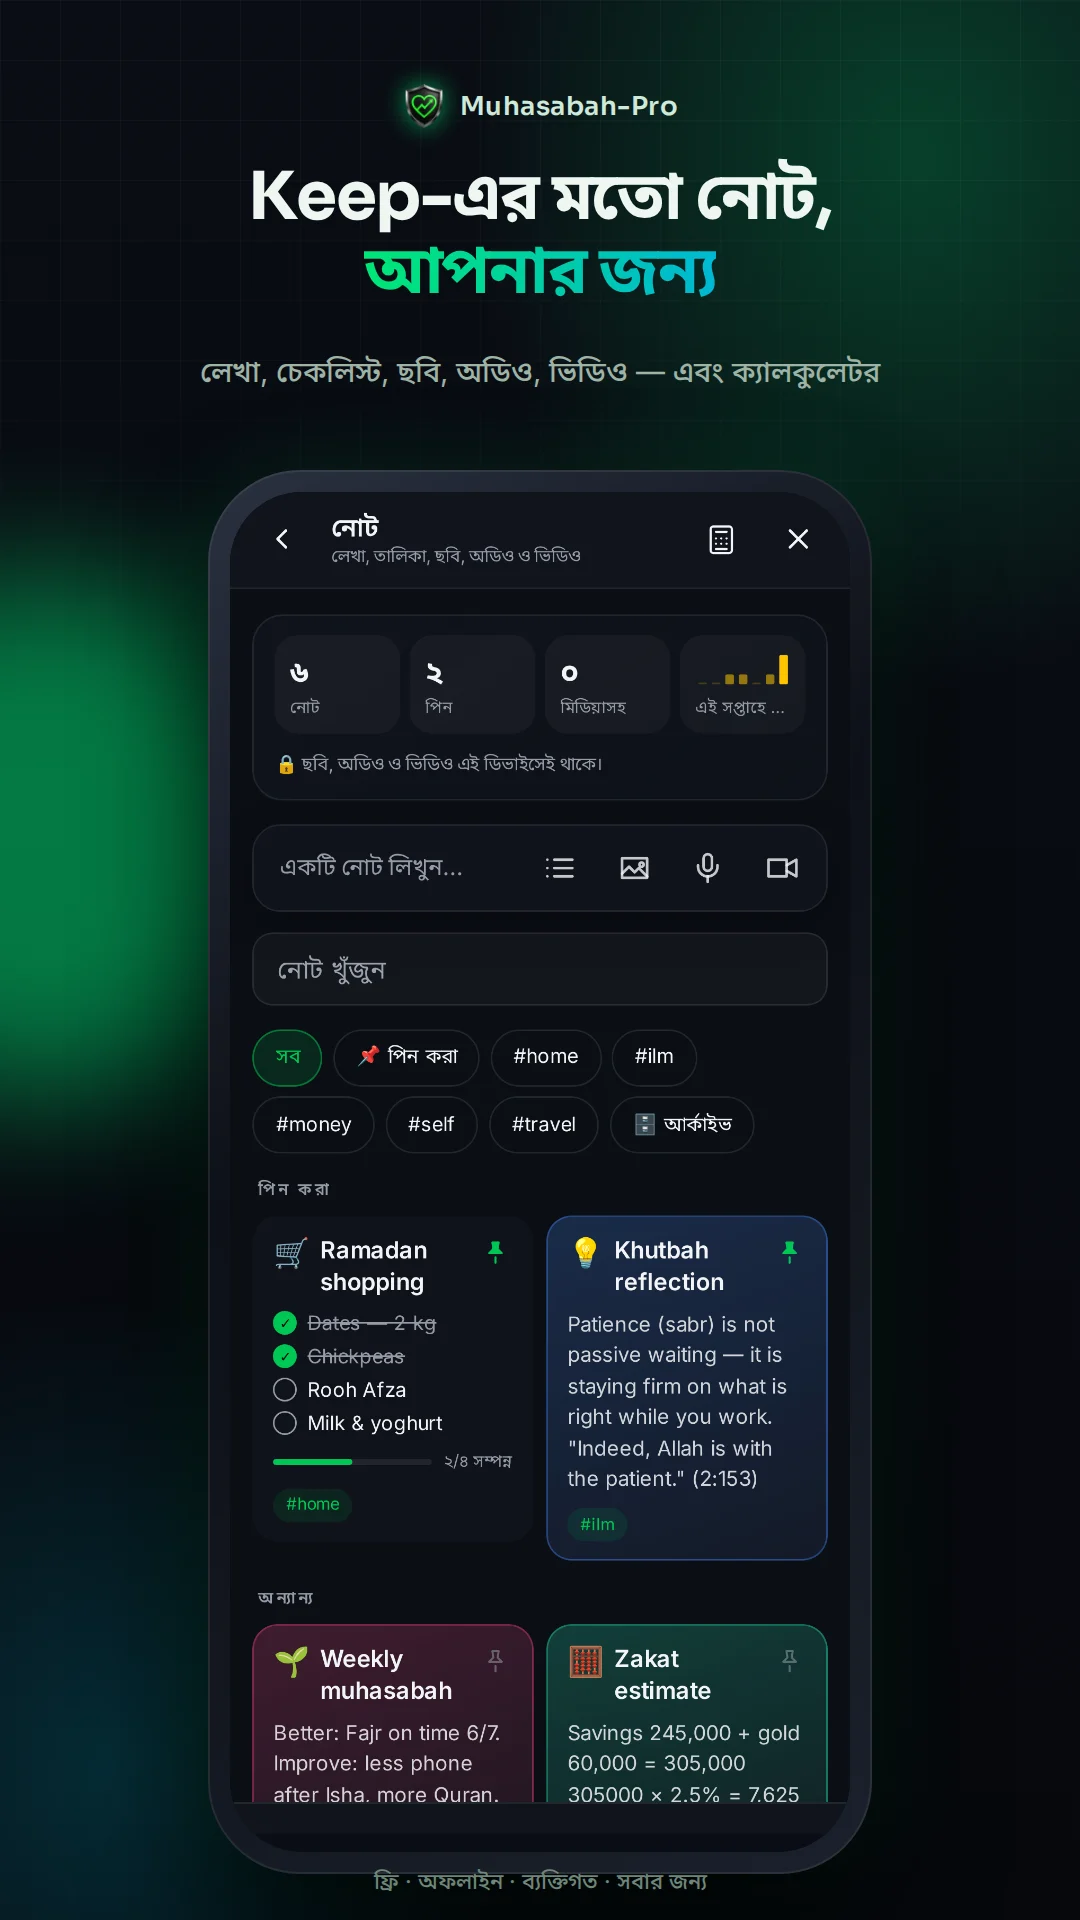 Muhasabah-Pro
Keep-এর মতো নোট,
আপনার জন্য
লেখা, চেকলিস্ট, ছবি, অডিও, ভিডিও — এবং ক্যালকুলেটর
নোট
লেখা, তালিকা, ছবি, অডিও ও ভিডিও
৬
নোট
২
পিন
০
মিডিয়াসহ
এই সপ্তাহে ...
🔒 ছবি, অডিও ও ভিডিও এই ডিভাইসেই থাকে।
একটি নোট লিখুন...
নোট খুঁজুন
সব
📌 পিন করা
#home
#ilm
#money
#self
#travel
🗄️ আর্কাইভ
পিন করা
🛒 Ramadan
shopping
✓ Dates — 2 kg
✓ Chickpeas
Rooh Afza
Milk & yoghurt
২/৪ সম্পন্ন
#home
💡 Khutbah
reflection
Patience (sabr) is not
passive waiting — it is
staying firm on what is
right while you work.
"Indeed, Allah is with
the patient." (2:153)
#ilm
অন্যান্য
🌱 Weekly
muhasabah
Better: Fajr on time 6/7.
Improve: less phone
after Isha, more Quran.
🧮 Zakat
estimate
Savings 245,000 + gold
60,000 = 305,000
305000 × 2.5% = 7,625
ফ্রি · অফলাইন · ব্যক্তিগত · সবার জন্য